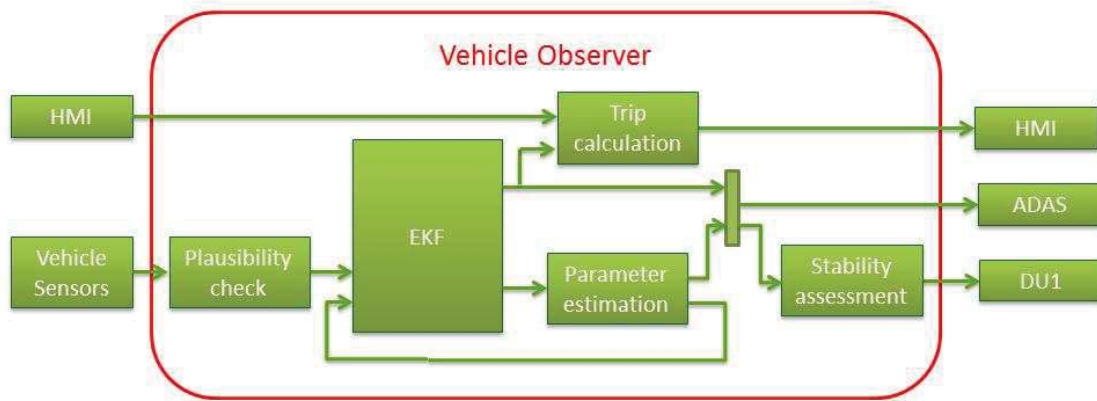 Vehicle Observer
HMI
Trip
calculation
HMI
EKF
ADAS
Vehicle
Sensors
Plausibility
check
Parameter
estimation
Stability
assessment
DU1